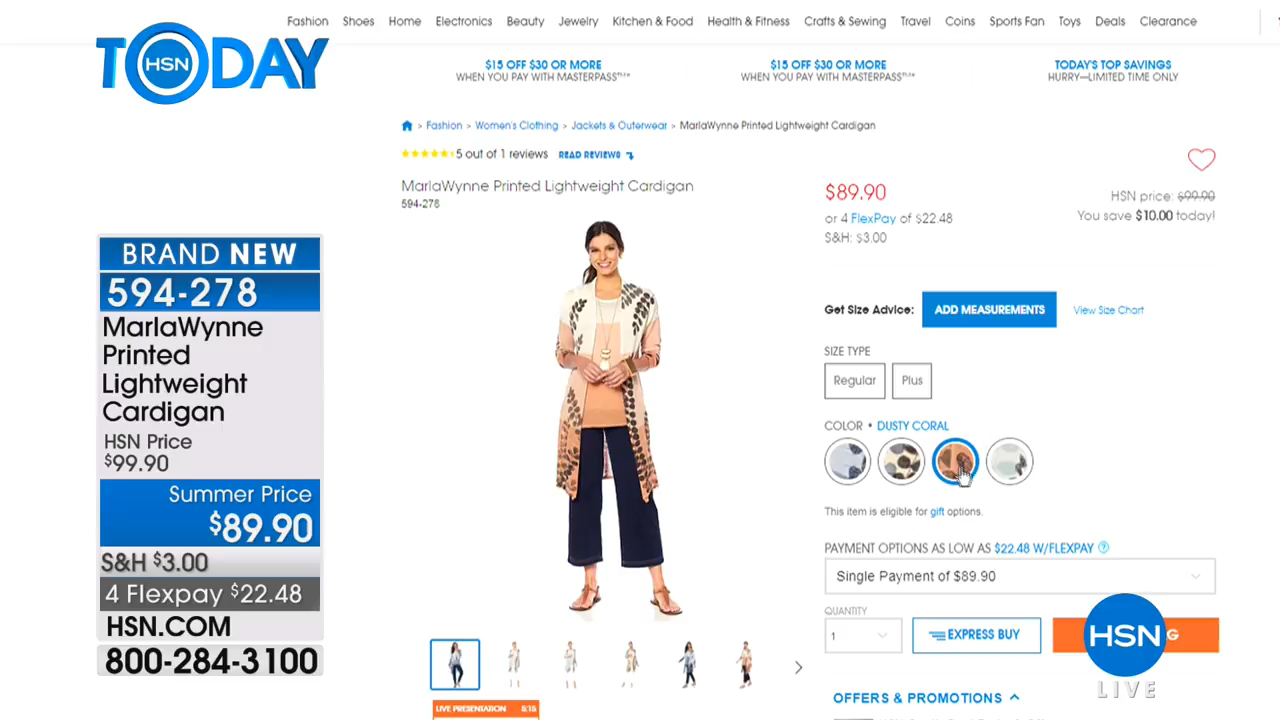 Fashion Shoes Home Electronics Beauty Jewelry Kitchen & Food Health & Fitness Crafts & Sewing Travel Coins Sports Fan Toys Deals Clearance
TODAY
HSN
$15 OFF $30 OR MORE
WHEN YOU PAY WITH MASTERPASS
$15 OFF $30 OR MORE
WHEN YOU PAY WITH MASTERPASS
TODAY'S TOP SAVINGS
HURRY—LIMITED TIME ONLY
> Fashion > Women's Clothing > Jackets & Outerwear > MarlaWynne Printed Lightweight Cardigan
5 out of 1 reviews READ REVIEWS
MarlaWynne Printed Lightweight Cardigan
594-278
$89.90
or 4 FlexPay of $22.48
S&H: $3.00
HSN price: $99.90
You save $10.00 today!
BRAND NEW
594-278
MarlaWynne
Printed
Lightweight
Cardigan
HSN Price
$99.90
Summer Price
$89.90
S&H $3.00
4 Flexpay $22.48
HSN.COM
800-284-3100
Get Size Advice: ADD MEASUREMENTS View Size Chart
SIZE TYPE
Regular Plus
COLOR • DUSTY CORAL
This item is eligible for gift options.
PAYMENT OPTIONS AS LOW AS $22.48 W/FLEXPAY ?
Single Payment of $89.90
QUANTITY
1
EXPRESS BUY
G
HSN
LIVE
OFFERS & PROMOTIONS
LIVE PRESENTATION 5:15